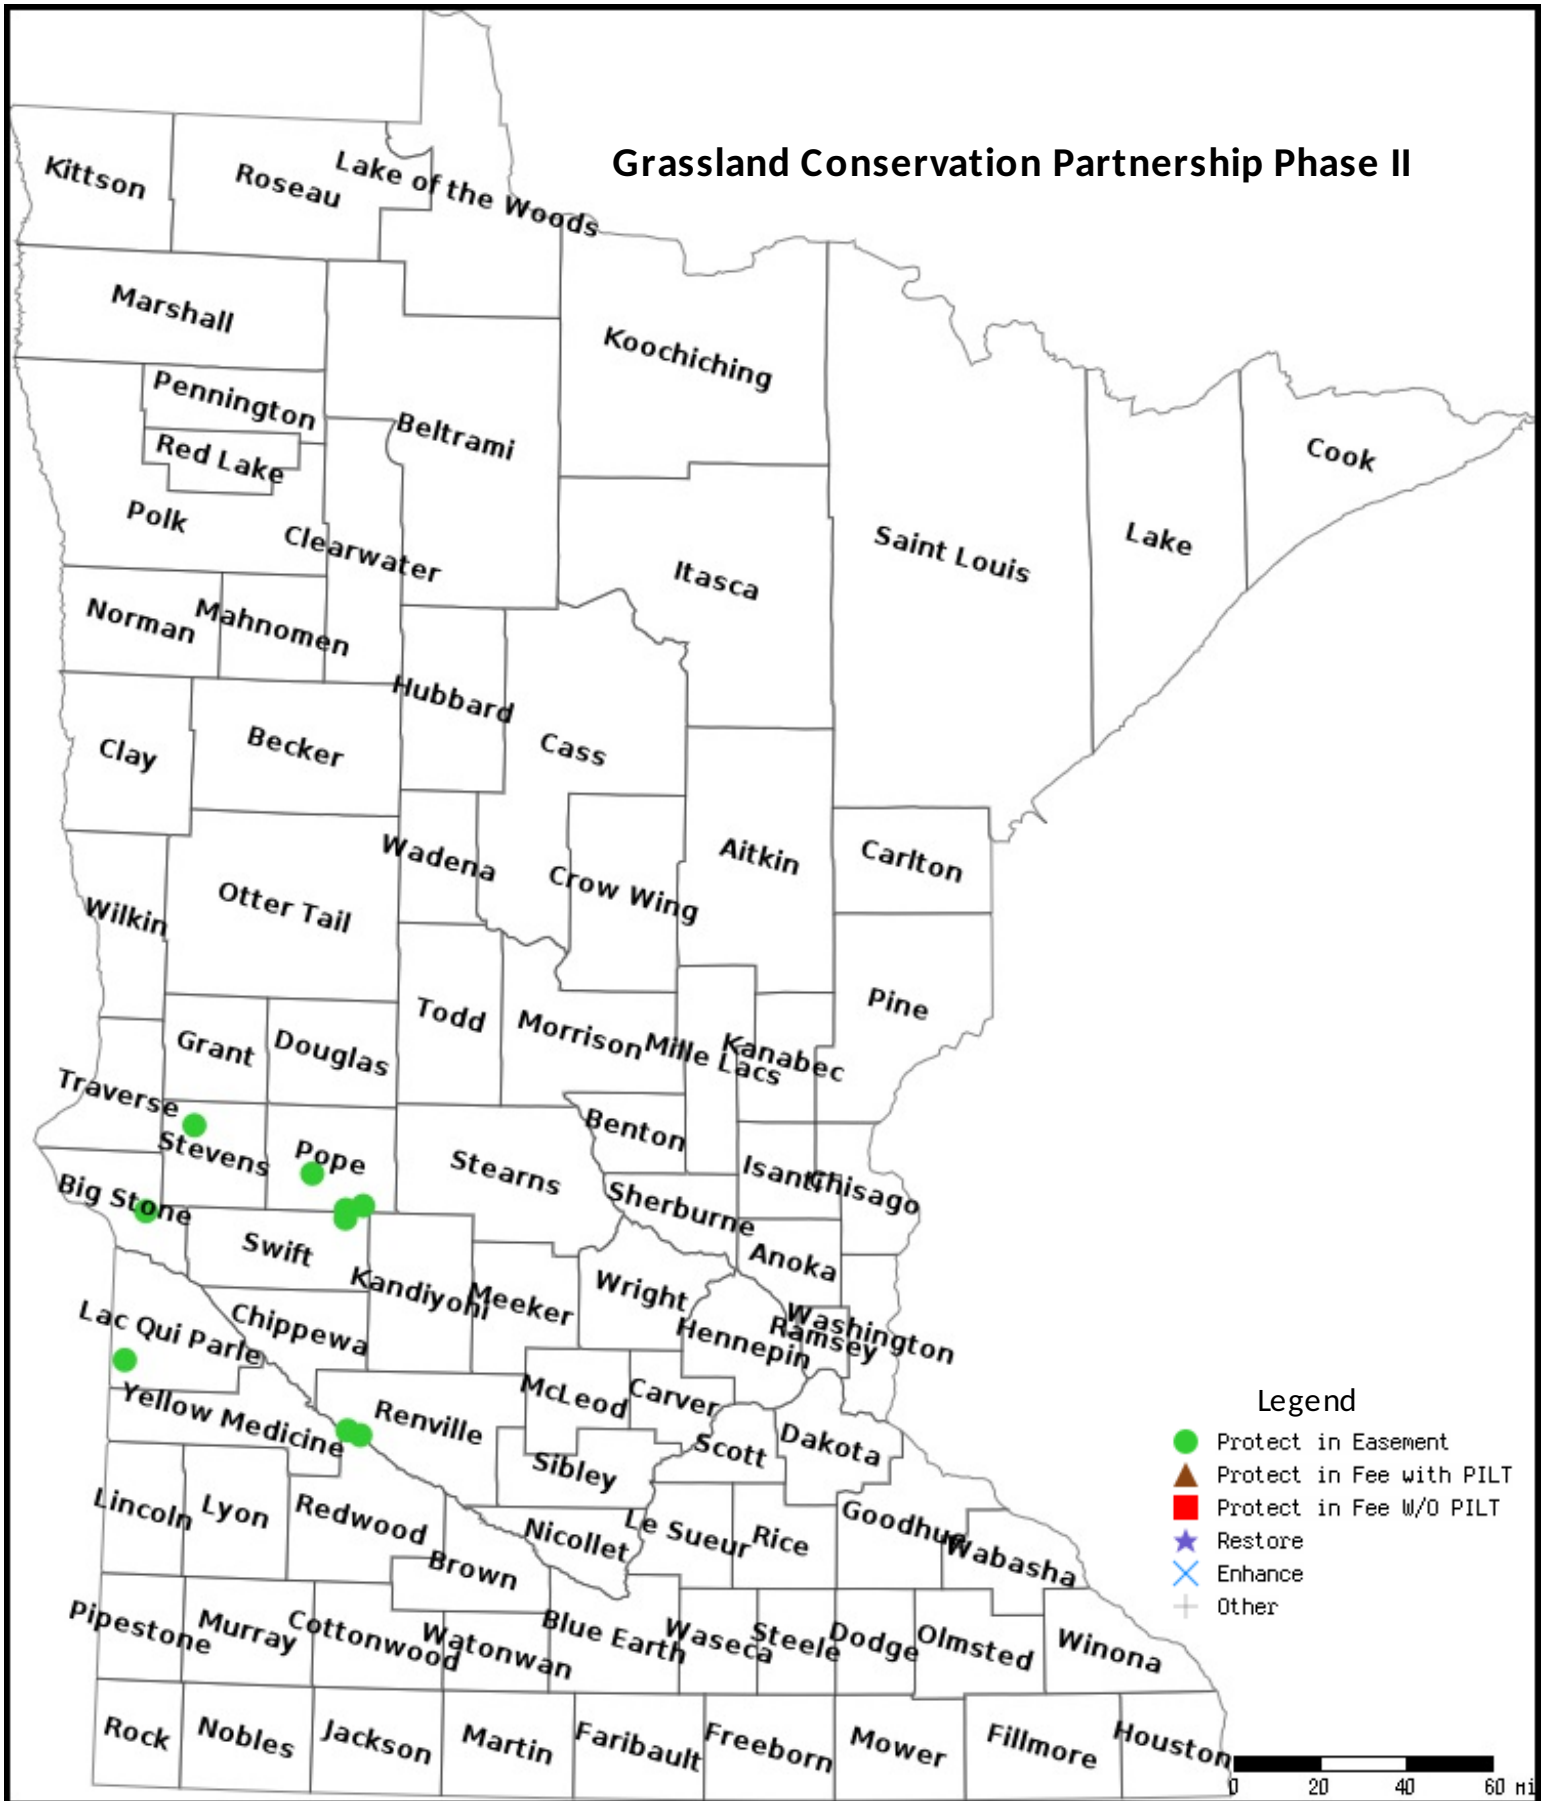 Grassland Conservation Partnership Phase II
Kittson
Roseau
Lake of the Woods
Marshall
Koochiching
Pennington
Beltrami
Red Lake
Cook
Polk
Clearwater
Saint Louis
Lake
Itasca
Norman
Mahnomen
Hubbard
Clay
Becker
Cass
Wadena
Aitkin
Carlton
Crow Wing
Otter Tail
Wilkin
Pine
Todd
Morrison
Mille Lacs
Kanabec
Grant
Douglas
Traverse
Stevens
Pope
Stearns
Benton
Isanti
Chisago
Big Stone
Sherburne
Swift
Anoka
Kandiyohi
Meeker
Wright
Washington
Ramsey
Hennepin
Lac Qui Parle
Chippewa
McLeod
Carver
Yellow Medicine
Renville
Scott
Dakota
Sibley
Lincoln
Lyon
Redwood
Nicollet
Le Sueur
Rice
Goodhue
Wabasha
Brown
Pipestone
Murray
Cottonwood
Watonwan
Blue Earth
Waseca
Steele
Dodge
Olmsted
Winona
Rock
Nobles
Jackson
Martin
Faribault
Freeborn
Mower
Fillmore
Houston
Legend
Protect in Easement
Protect in Fee with PILT
Protect in Fee W/O PILT
Restore
Enhance
Other
0 20 40 60 mi